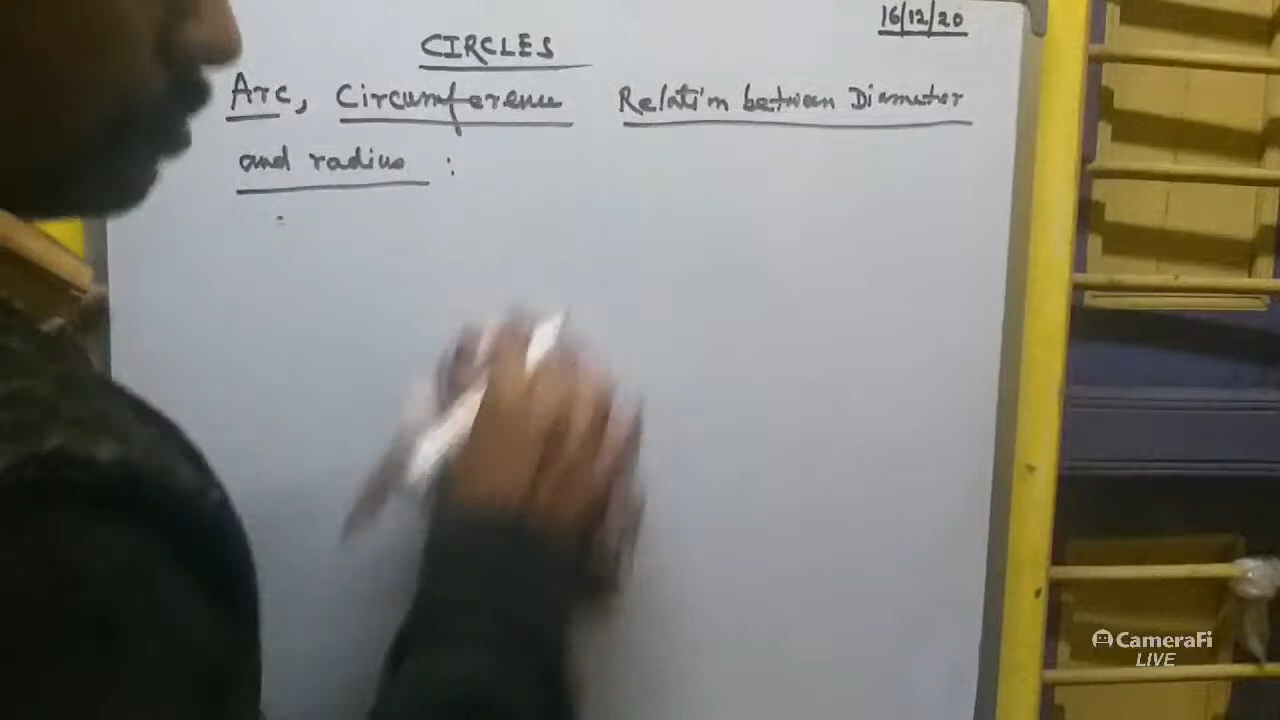 16/12/20
CIRCLES
Arc, Circumference Relation between Diameter
and radius :
CameraFi
LIVE